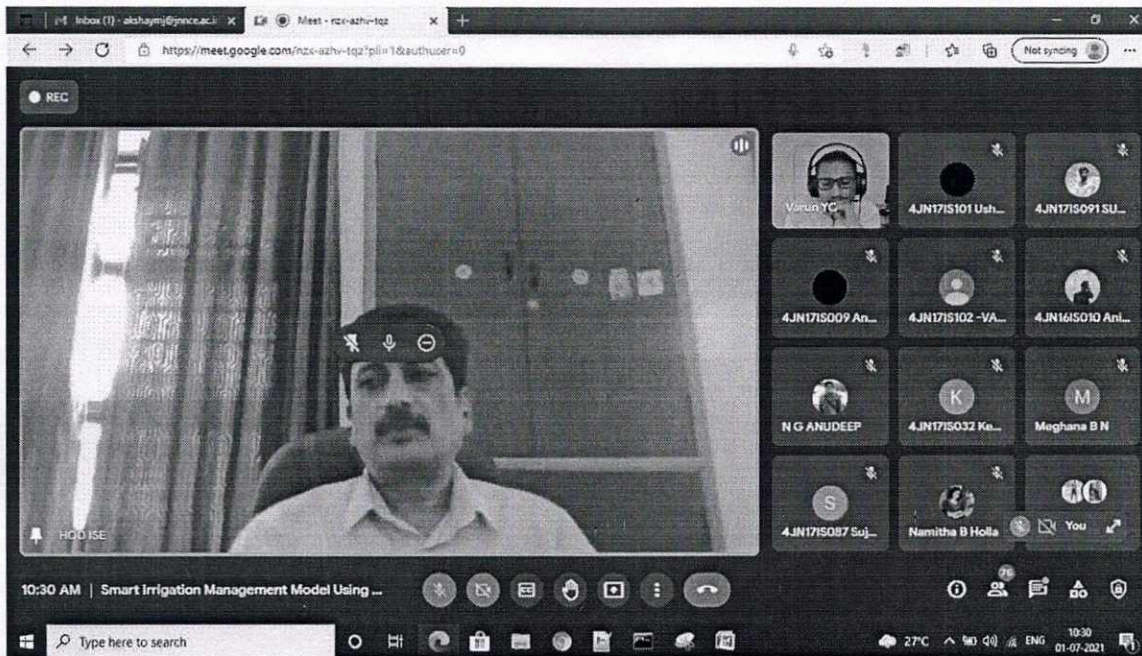 Inbox (1) - akshaymj@jnnce.ac.i
Meet - nzx-azhv-tqz
https://meet.google.com/nzx-azhv-tqz?pli=1&authuser=0
Not syncing
REC
Varun YG
4JN17IS101 Ush...
4JN17IS091 SU...
4JN17IS009 An...
4JN17IS102 -VA...
4JN16IS010 Ani...
N G ANUDEEP
K
4JN17IS032 Ke...
M
Meghana B N
S
4JN17IS087 Suj...
Namitha B Holla
You
HOD ISE
10:30 AM | Smart Irrigation Management Model Using ...
76
Type here to search
27°C
ENG
10:30
01-07-2021